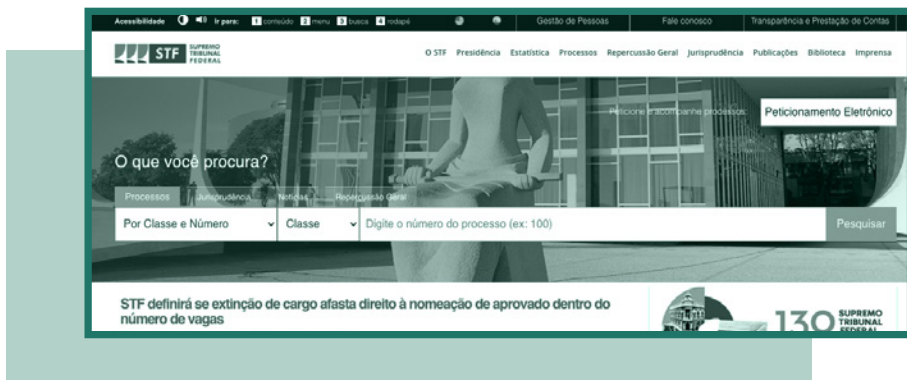 Acessibilidade Ir para: 1 conteúdo 2 menu 3 busca 4 rodapé Gestão de Pessoas Fale conosco Transparência e Prestação de Contas
STF SUPREMO TRIBUNAL FEDERAL
O STF Presidência Estatística Processos Repercussão Geral Jurisprudência Publicações Biblioteca Imprensa
Peticione e acompanhe processos: Peticionamento Eletrônico
O que você procura?
Processos Jurisprudência Notícias Repercussão Geral
Por Classe e Número Classe Digite o número do processo (ex: 100) Pesquisar
STF definirá se extinção de cargo afasta direito à nomeação de aprovado dentro do
número de vagas
130 SUPREMO TRIBUNAL FEDERAL